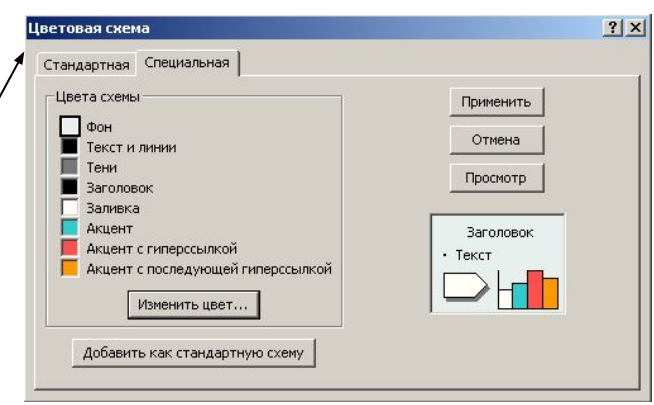 Цветовая схема
Стандартная Специальная
Цвета схемы
Фон
Текст и линии
Тени
Заголовок
Заливка
Акцент
Акцент с гиперссылкой
Акцент с последующей гиперссылкой
Изменить цвет...
Добавить как стандартную схему
Применить
Отмена
Просмотр
Заголовок
• Текст